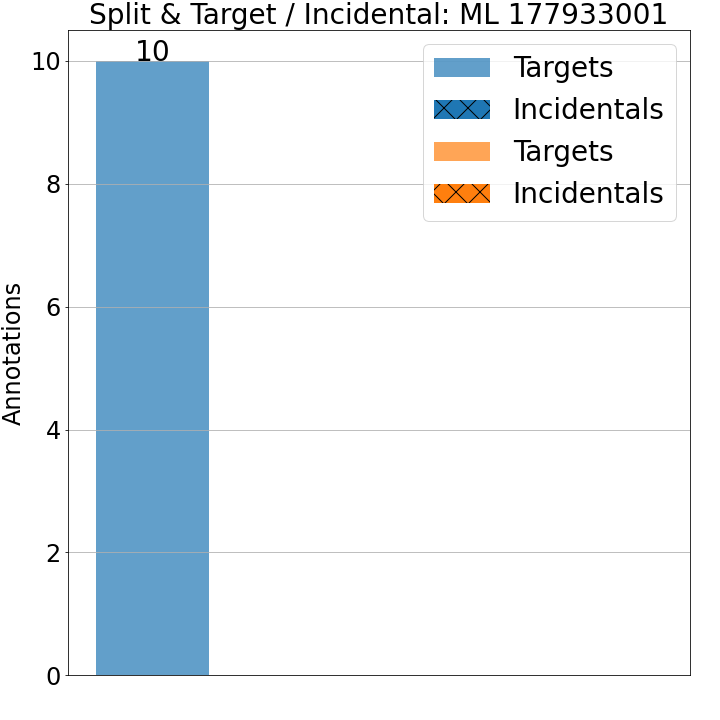 Split & Target / Incidental: ML 177933001
10
Targets
Incidentals
Targets
Incidentals
Annotations
10
8
6
4
2
0